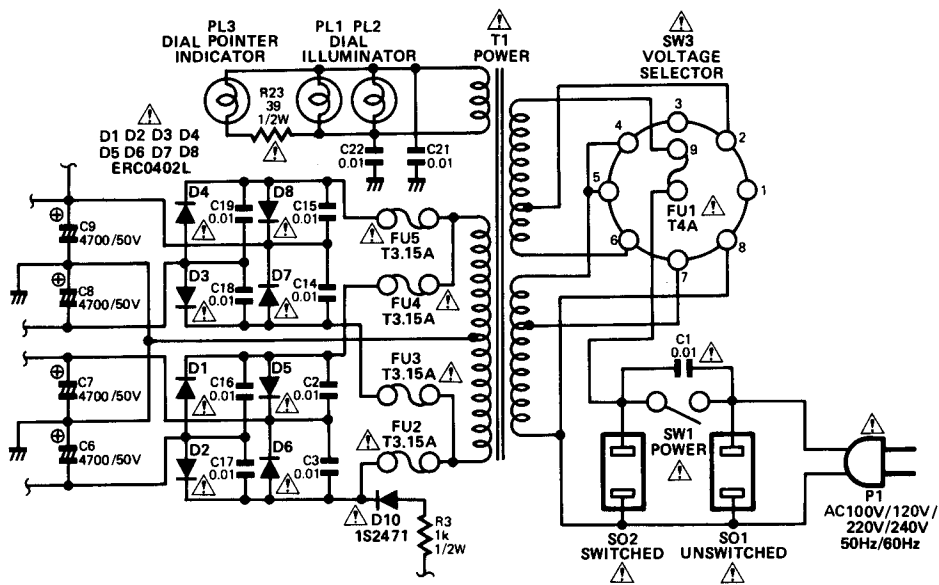 PL3
DIAL POINTER
INDICATOR
PL1 PL2
DIAL
ILLUMINATOR
T1
POWER
SW3
VOLTAGE
SELECTOR
R23
39
1/2W
D1 D2 D3 D4
D5 D6 D7 D8
ERC0402L
C22
0.01
C21
0.01
3
4
9
2
5
1
FU1
T4A
6
8
7
D4
C19
0.01
D8
C15
0.01
C9
4700/50V
FU5
T3.15A
D3
C18
0.01
D7
C14
0.01
C8
4700/50V
FU4
T3.15A
D1
C16
0.01
D5
C2
0.01
FU3
T3.15A
C7
4700/50V
C1
0.01
FU2
T3.15A
C6
4700/50V
D2
C17
0.01
D6
C3
0.01
SW1
POWER
D10
1S2471
R3
1k
1/2W
P1
AC100V/120V/
220V/240V
50Hz/60Hz
SO2
SWITCHED
SO1
UNSWITCHED